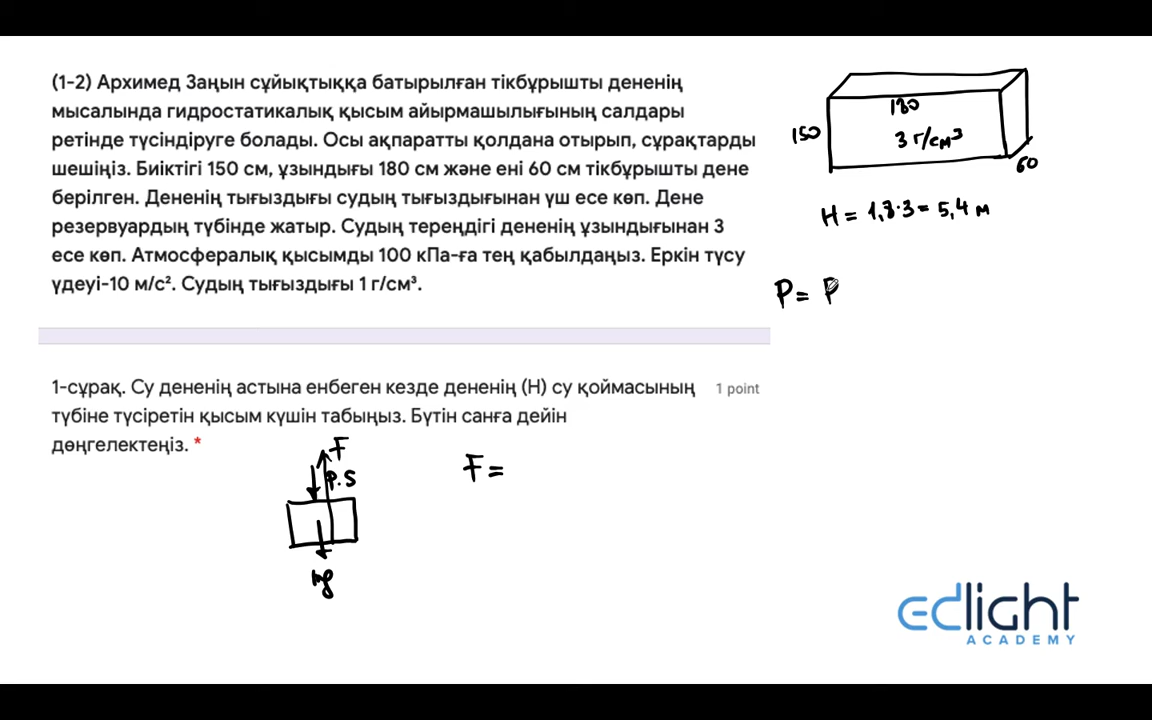 (1-2) Архимед Заңын сұйықтыққа батырылған тікбұрышты дененің
мысалында гидростатикалық қысым айырмашылығының салдары
ретінде түсіндіруге болады. Осы ақпаратты қолдана отырып, сұрақтарды
шешіңіз. Биіктігі 150 см, ұзындығы 180 см және ені 60 см тікбұрышты дене
берілген. Дененің тығыздығы судың тығыздығынан үш есе көп. Дене
резервуардың түбінде жатыр. Судың тереңдігі дененің ұзындығынан 3
есе көп. Атмосфералық қысымды 100 кПа-ға тең қабылдаңыз. Еркін түсу
үдеуі-10 м/с². Судың тығыздығы 1 г/см³.
180
150
3 г/см³
60
H = 1,8·3 = 5,4 м
P = P
1-сұрақ. Су дененің астына енбеген кезде дененің (Н) су қоймасының
1 point
түбіне түсіретін қысым күшін табыңыз. Бүтін санға дейін
дөңгелектеңіз. *
F
P.S
F =
mg
edlight
ACADEMY